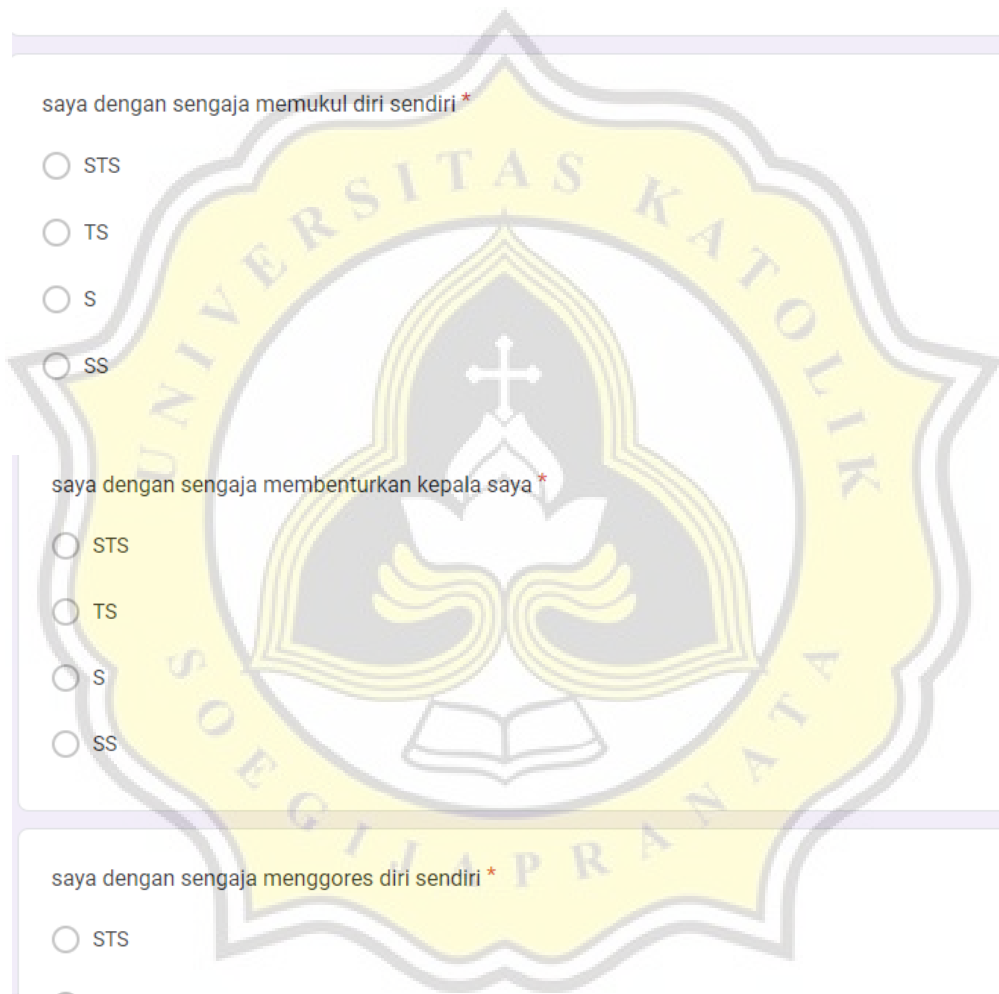 saya dengan sengaja memukul diri sendiri *
STS
TS
S
SS
saya dengan sengaja membenturkan kepala saya *
STS
TS
S
SS
saya dengan sengaja menggores diri sendiri *
STS
UNIVERSITAS KATOLIK
SOEGIJAPRANATA